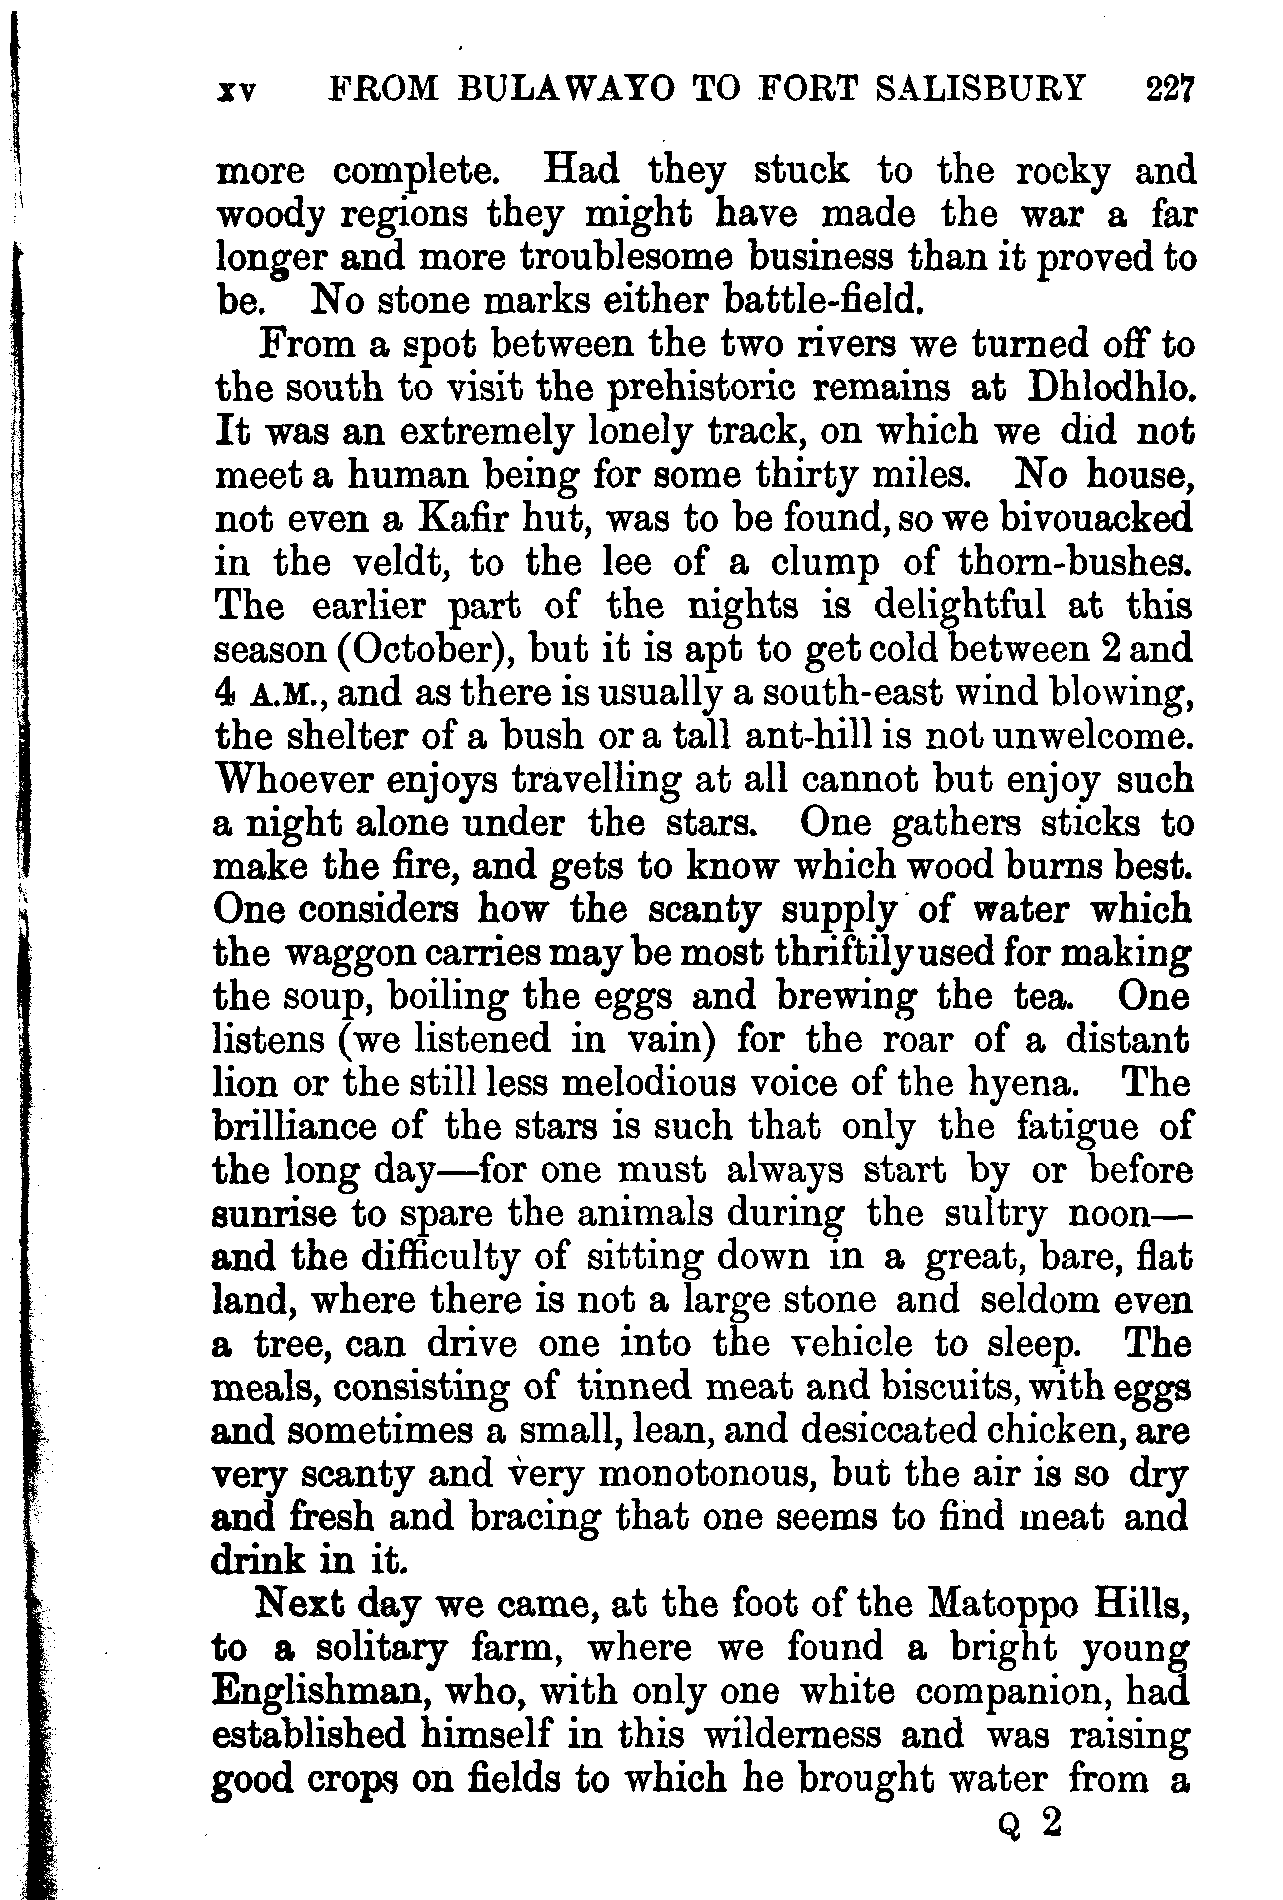 xv FROM BULAWAYO TO FORT SALISBURY 227
more complete. Had they stuck to the rocky and
woody regions they might have made the war a far
longer and more troublesome business than it proved to
be. No stone marks either battle-field.
From a spot between the two rivers we turned off to
the south to visit the prehistoric remains at Dhlodhlo.
It was an extremely lonely track, on which we did not
meet a human being for some thirty miles. No house,
not even a Kafir hut, was to be found, so we bivouacked
in the veldt, to the lee of a clump of thorn-bushes.
The earlier part of the nights is delightful at this
season (October), but it is apt to get cold between 2 and
4 A.M., and as there is usually a south-east wind blowing,
the shelter of a bush or a tall ant-hill is not unwelcome.
Whoever enjoys travelling at all cannot but enjoy such
a night alone under the stars. One gathers sticks to
make the fire, and gets to know which wood burns best.
One considers how the scanty supply of water which
the waggon carries may be most thriftily used for making
the soup, boiling the eggs and brewing the tea. One
listens (we listened in vain) for the roar of a distant
lion or the still less melodious voice of the hyena. The
brilliance of the stars is such that only the fatigue of
the long day—for one must always start by or before
sunrise to spare the animals during the sultry noon—
and the difficulty of sitting down in a great, bare, flat
land, where there is not a large stone and seldom even
a tree, can drive one into the vehicle to sleep. The
meals, consisting of tinned meat and biscuits, with eggs
and sometimes a small, lean, and desiccated chicken, are
very scanty and very monotonous, but the air is so dry
and fresh and bracing that one seems to find meat and
drink in it.
Next day we came, at the foot of the Matoppo Hills,
to a solitary farm, where we found a bright young
Englishman, who, with only one white companion, had
established himself in this wilderness and was raising
good crops on fields to which he brought water from a
Q 2